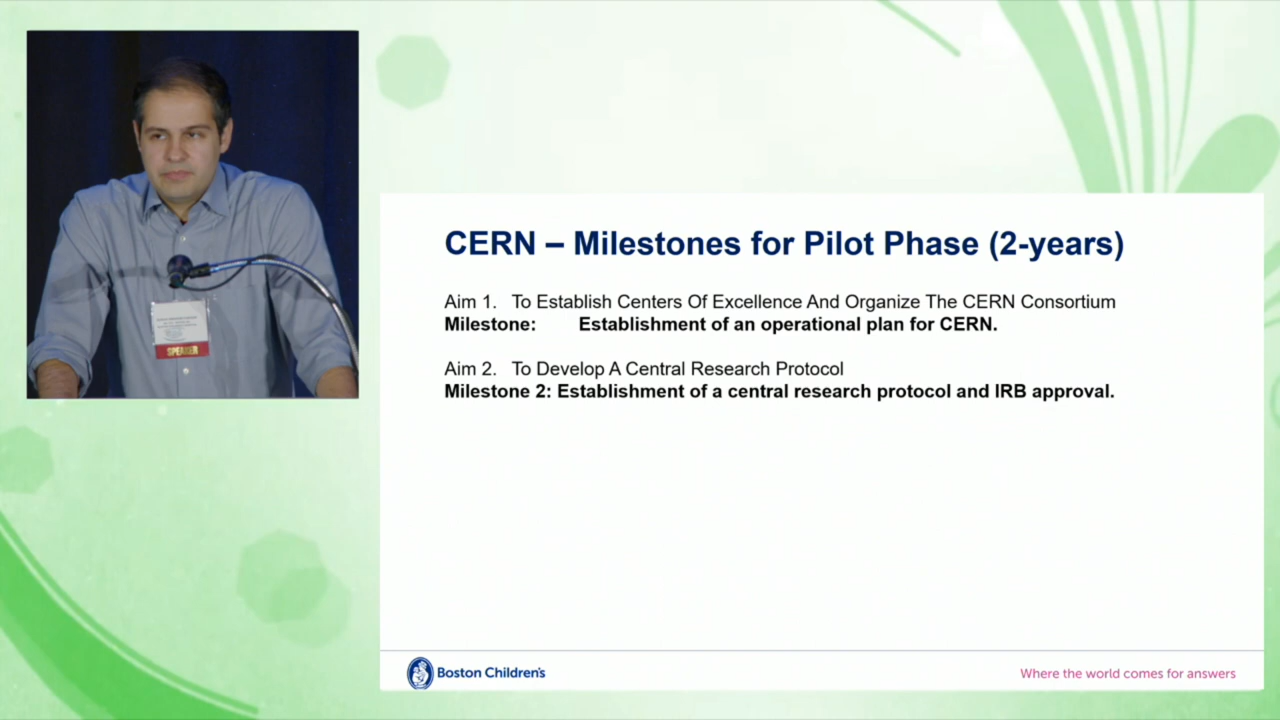 CERN – Milestones for Pilot Phase (2-years)
Aim 1. To Establish Centers Of Excellence And Organize The CERN Consortium
Milestone: Establishment of an operational plan for CERN.
Aim 2. To Develop A Central Research Protocol
Milestone 2: Establishment of a central research protocol and IRB approval.
SPEAKER
Boston Children's
Where the world comes for answers